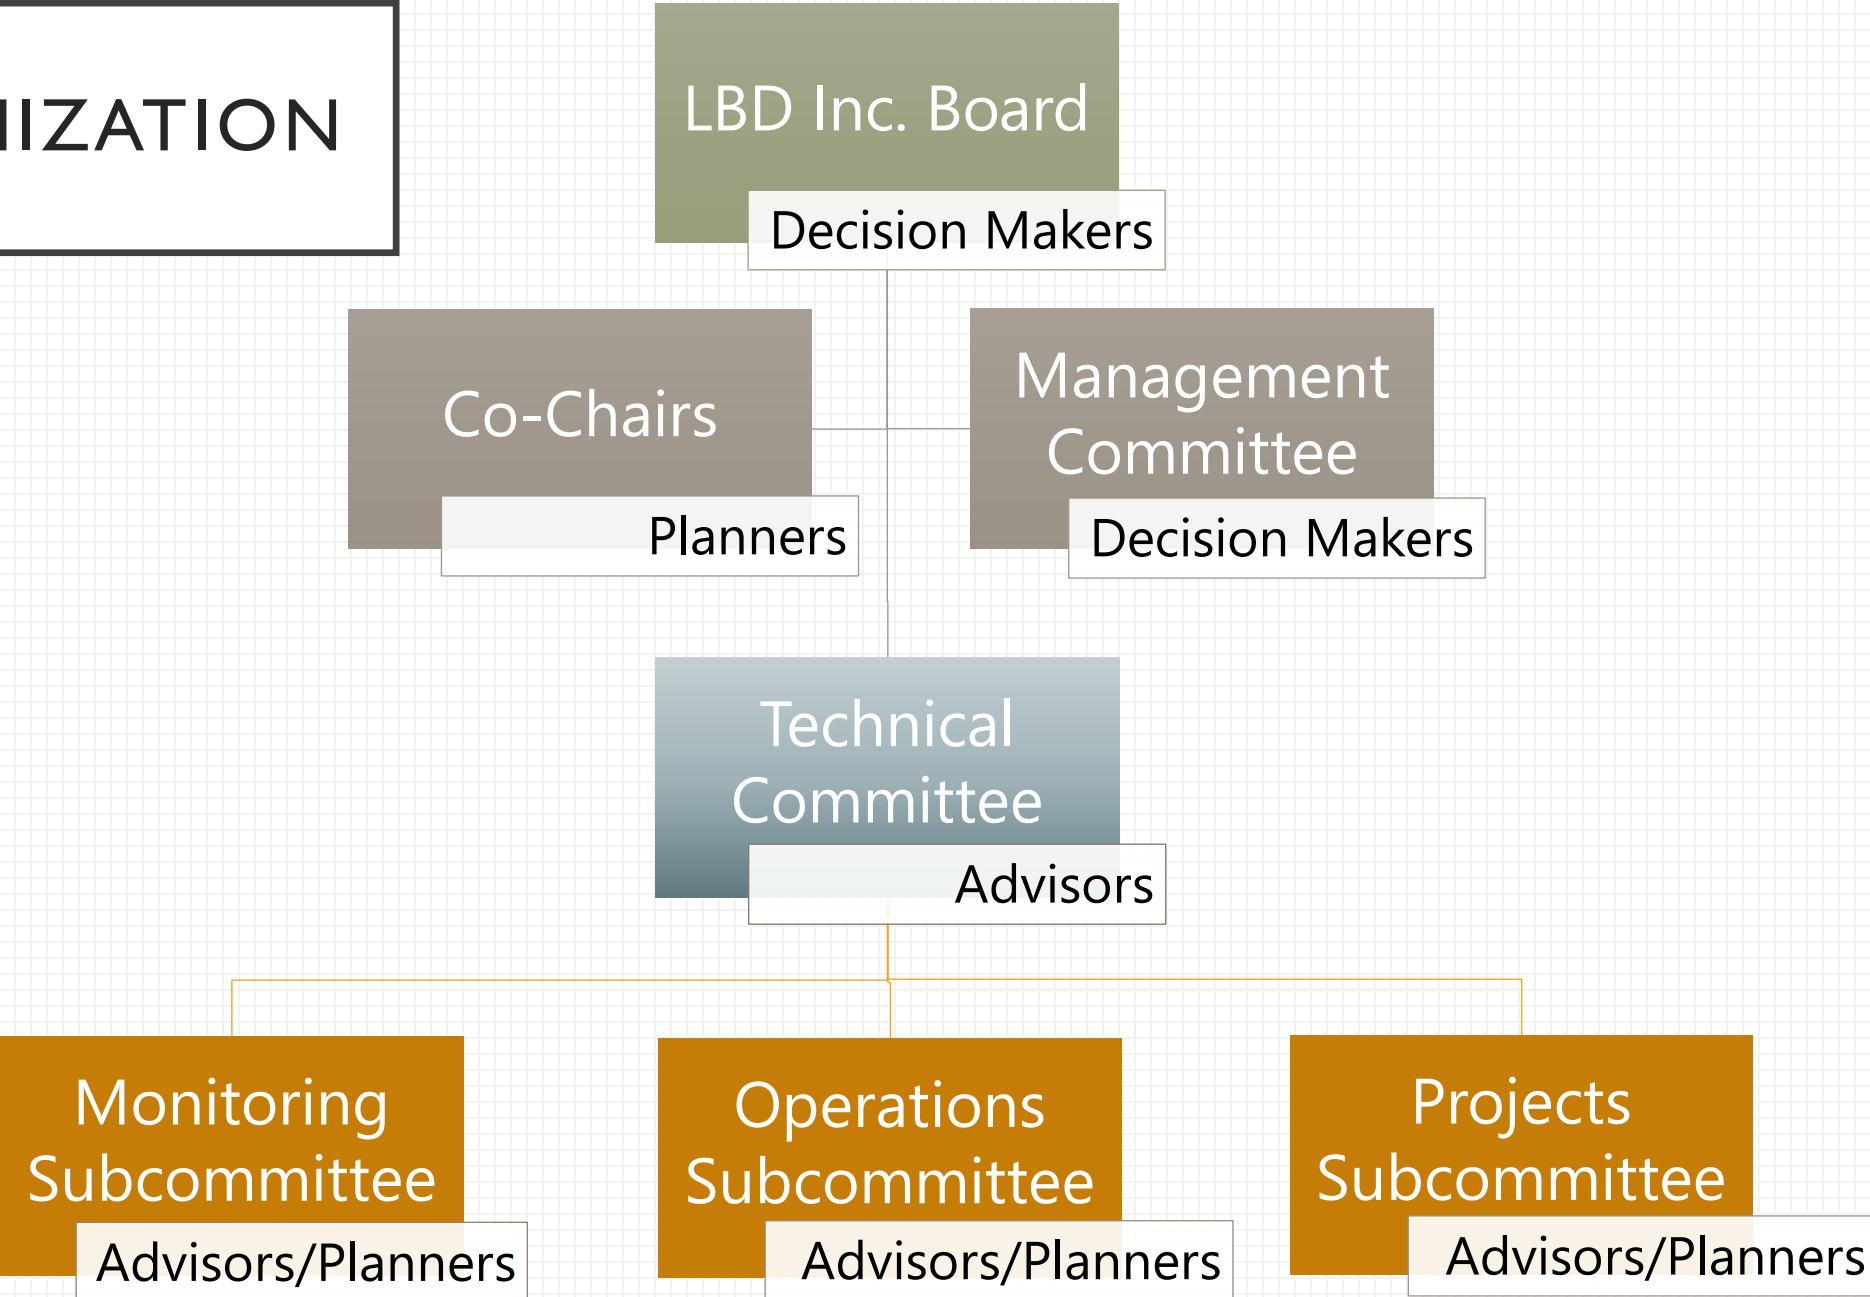 NIZATION
LBD Inc. Board
Decision Makers
Co-Chairs
Planners
Management
Committee
Decision Makers
Technical
Committee
Advisors
Monitoring
Subcommittee
Advisors/Planners
Operations
Subcommittee
Advisors/Planners
Projects
Subcommittee
Advisors/Planners